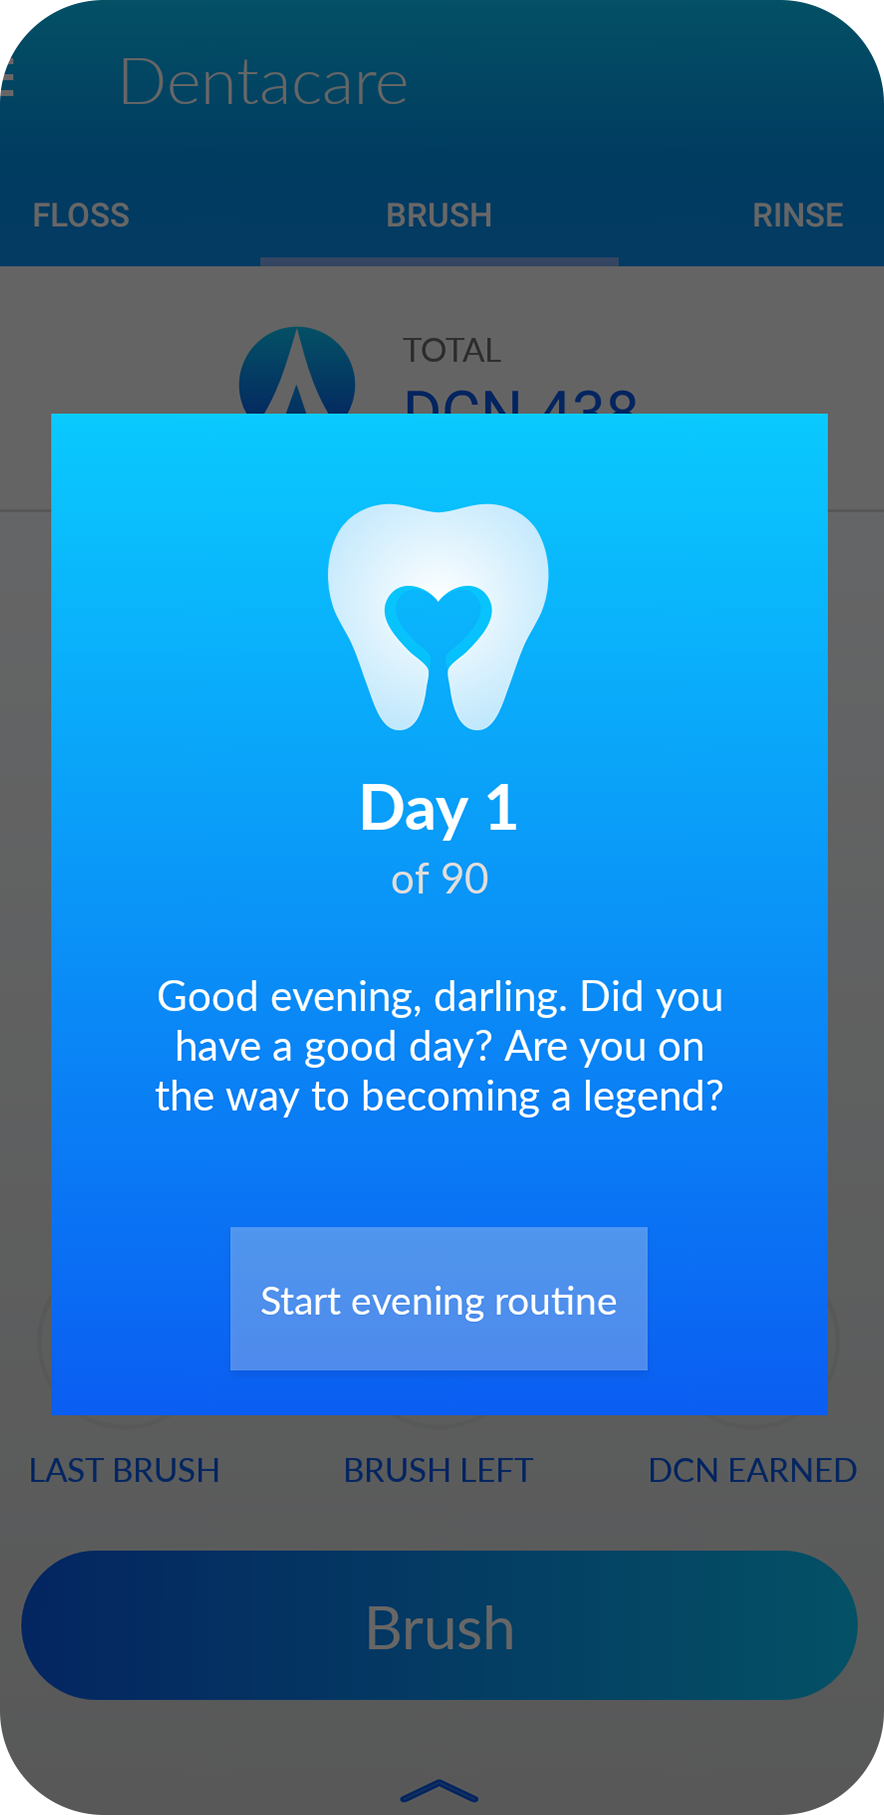 Dentacare
FLOSS BRUSH RINSE
TOTAL
DCN 438
Day 1
of 90
Good evening, darling. Did you
have a good day? Are you on
the way to becoming a legend?
Start evening routine
LAST BRUSH BRUSH LEFT DCN EARNED
Brush